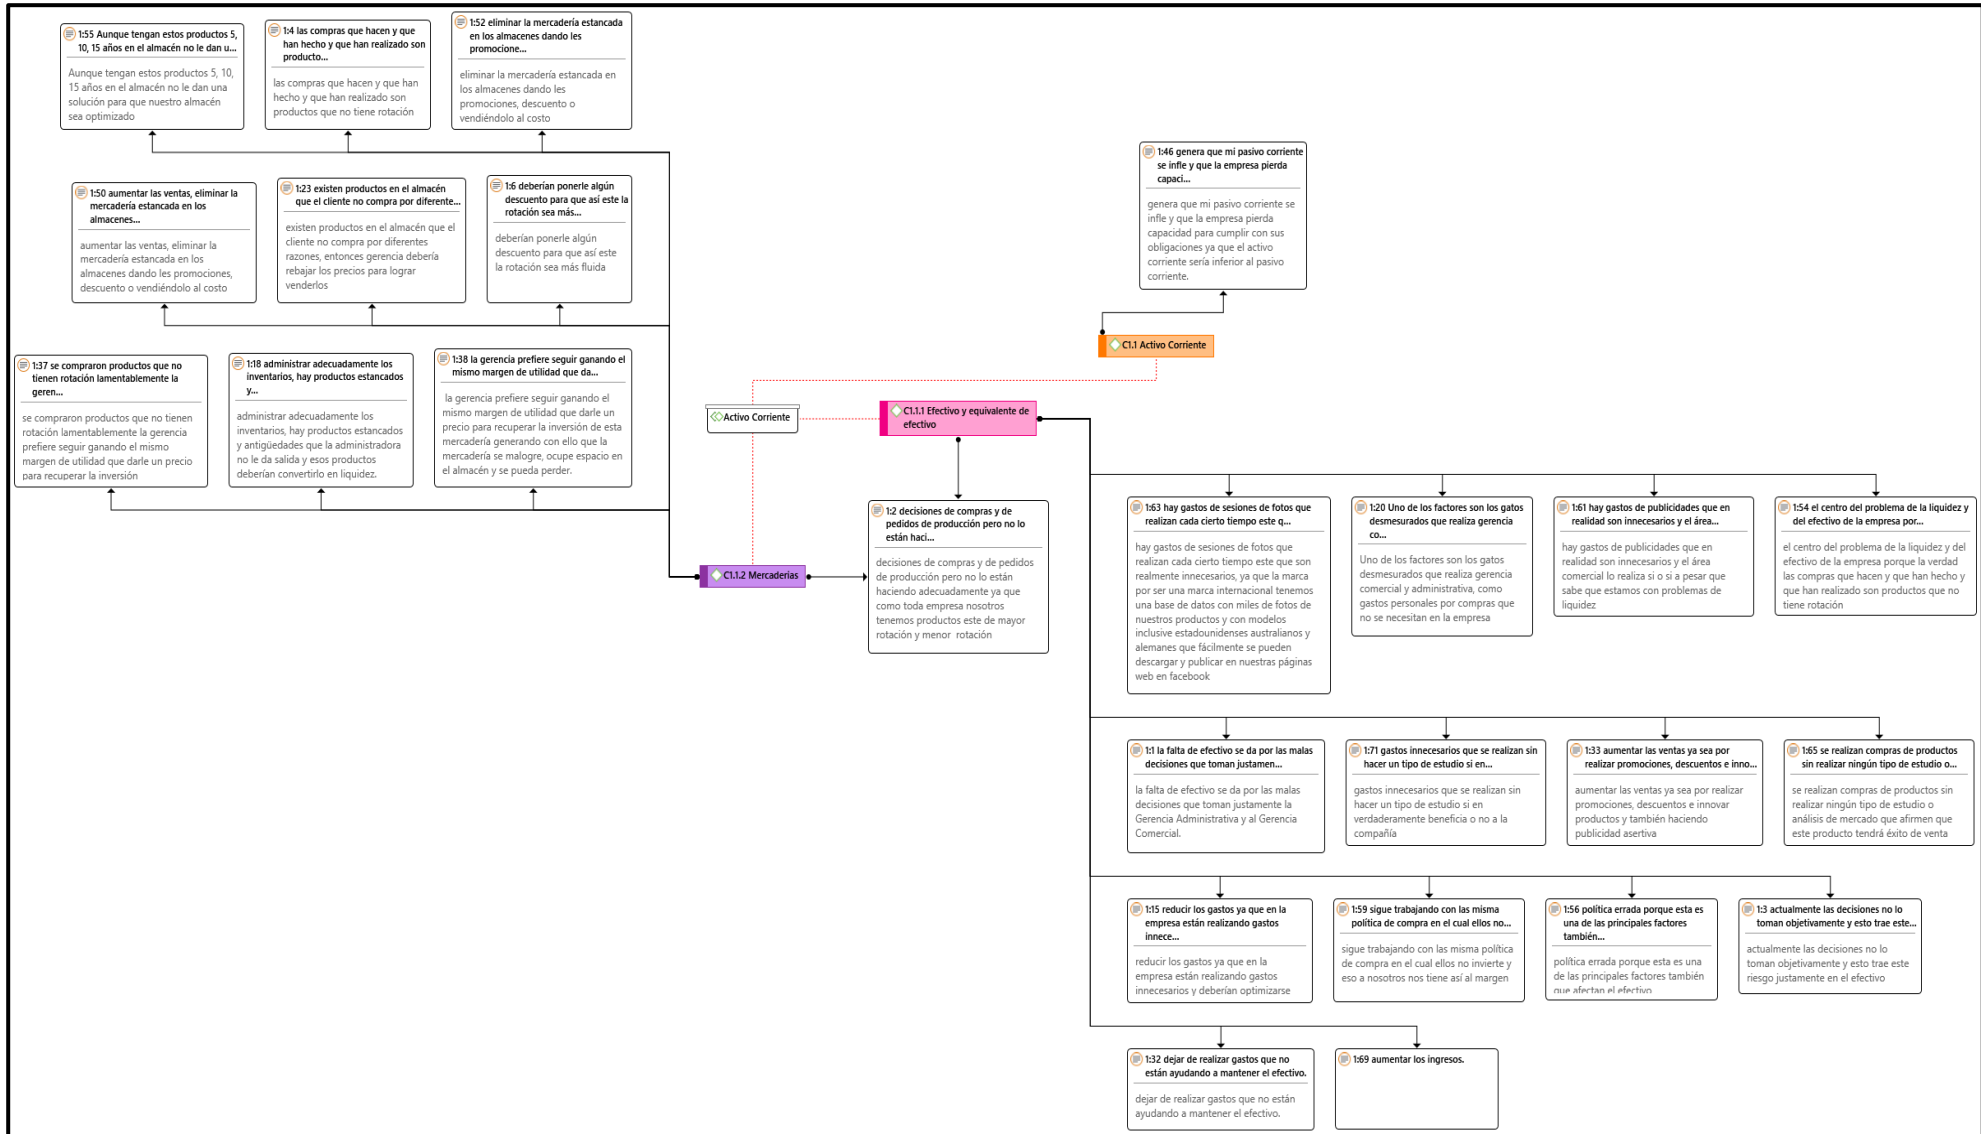 1:55 Aunque tengan estos productos 5,
10, 15 años en el almacén no le dan u...
Aunque tengan estos productos 5, 10,
15 años en el almacén no le dan una
solución para que nuestro almacén
sea optimizado
1:4 las compras que hacen y que
han hecho y que han realizado son
producto...
las compras que hacen y que han
hecho y que han realizado son
productos que no tiene rotación
1:52 eliminar la mercadería estancada
en los almacenes dando les
promocione...
eliminar la mercadería estancada en
los almacenes dando les
promociones, descuento o
vendiéndolo al costo
1:50 aumentar las ventas, eliminar la
mercadería estancada en los
almacenes...
aumentar las ventas, eliminar la
mercadería estancada en los
almacenes dando les promociones,
descuento o vendiéndolo al costo
1:23 existen productos en el almacén
que el cliente no compra por diferente...
existen productos en el almacén que el
cliente no compra por diferentes
razones, entonces gerencia debería
rebajar los precios para lograr
venderlos
1:6 deberían ponerle algún
descuento para que así este la
rotación sea más...
deberían ponerle algún
descuento para que así este
la rotación sea más fluida
1:37 se compraron productos que no
tienen rotación lamentablemente la
geren...
se compraron productos que no tienen
rotación lamentablemente la gerencia
prefiere seguir ganando el mismo
margen de utilidad que darle un precio
para recuperar la inversión
1:18 administrar adecuadamente los
inventarios, hay productos estancados
y...
administrar adecuadamente los
inventarios, hay productos estancados
y antigüedades que la administradora
no le da salida y esos productos
deberían convertirlo en liquidez.
1:38 la gerencia prefiere seguir ganando el
mismo margen de utilidad que da...
la gerencia prefiere seguir ganando el
mismo margen de utilidad que darle un
precio para recuperar la inversión de esta
mercadería generando con ello que la
mercadería se malogre, ocupe espacio en
el almacén y se pueda perder.
1:46 genera que mi pasivo corriente
se infle y que la empresa pierda
capaci...
genera que mi pasivo corriente se
infle y que la empresa pierda
capacidad para cumplir con sus
obligaciones ya que el activo
corriente sería inferior al pasivo
corriente.
C1.1 Activo Corriente
Activo Corriente
C1.1.1 Efectivo y equivalente de
efectivo
C1.1.2 Mercaderías
1:2 decisiones de compras y de
pedidos de producción pero no lo
están haci...
decisiones de compras y de pedidos
de producción pero no lo están
haciendo adecuadamente ya que
como toda empresa nosotros
tenemos productos este de mayor
rotación y menor rotación
1:63 hay gastos de sesiones de fotos que
realizan cada cierto tiempo este q...
hay gastos de sesiones de fotos que
realizan cada cierto tiempo este que son
realmente innecesarios, ya que la marca
por ser una marca internacional tenemos
una base de datos con miles de fotos de
nuestros productos y con modelos
inclusive estadounidenses australianos y
alemanes que fácilmente se pueden
descargar y publicar en nuestras páginas
web en facebook
1:20 Uno de los factores son los gatos
desmesurados que realiza gerencia
co...
Uno de los factores son los gatos
desmesurados que realiza gerencia
comercial y administrativa, como
gastos personales por compras que
no se necesitan en la empresa
1:61 hay gastos de publicidades que en
realidad son innecesarios y el área...
hay gastos de publicidades que en
realidad son innecesarios y el área
comercial lo realiza si o si a pesar que
sabe que estamos con problemas de
liquidez
1:54 el centro del problema de la liquidez y
del efectivo de la empresa por...
el centro del problema de la liquidez y del
efectivo de la empresa porque la verdad
las compras que hacen y que han hecho y
que han realizado son productos que no
tiene rotación
1:1 la falta de efectivo se da por las malas
decisiones que toman justamen...
la falta de efectivo se da por las malas
decisiones que toman justamente la
Gerencia Administrativa y al Gerencia
Comercial.
1:71 gastos innecesarios que se realizan sin
hacer un tipo de estudio si en...
gastos innecesarios que se realizan sin
hacer un tipo de estudio si en
verdaderamente beneficia o no a la
compañía
1:33 aumentar las ventas ya sea por
realizar promociones, descuentos e inno...
aumentar las ventas ya sea por realizar
promociones, descuentos e innovar
productos y también haciendo
publicidad asertiva
1:65 se realizan compras de productos
sin realizar ningún tipo de estudio o...
se realizan compras de productos sin
realizar ningún tipo de estudio o
análisis de mercado que afirmen que
este producto tendrá éxito de venta
1:15 reducir los gastos ya que en la
empresa están realizando gastos
innece...
reducir los gastos ya que en la
empresa están realizando gastos
innecesarios y deberían optimizarse
1:59 sigue trabajando con las misma
política de compra en el cual ellos no...
sigue trabajando con las misma política
de compra en el cual ellos no invierte y
eso a nosotros nos tiene así al margen
1:56 política errada porque esta es
una de las principales factores
también...
política errada porque esta es una
de las principales factores también
que afectan el efectivo
1:3 actualmente las decisiones no lo
toman objetivamente y esto trae este...
actualmente las decisiones no lo
toman objetivamente y esto trae este
riesgo justamente en el efectivo
1:32 dejar de realizar gastos que no
están ayudando a mantener el efectivo.
dejar de realizar gastos que no están
ayudando a mantener el efectivo.
1:69 aumentar los ingresos.